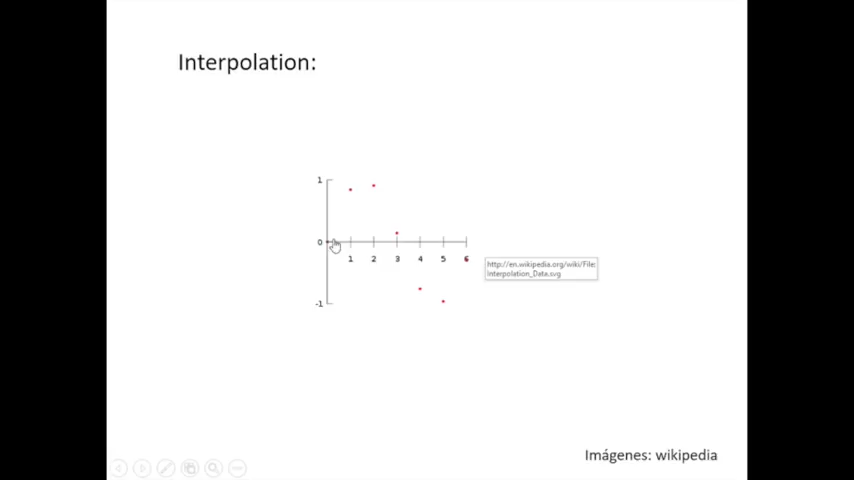 Interpolation:
1
0
1 2 3 4 5 6
http://en.wikipedia.org/wiki/File:
Interpolation_Data.svg
-1
Imágenes: wikipedia